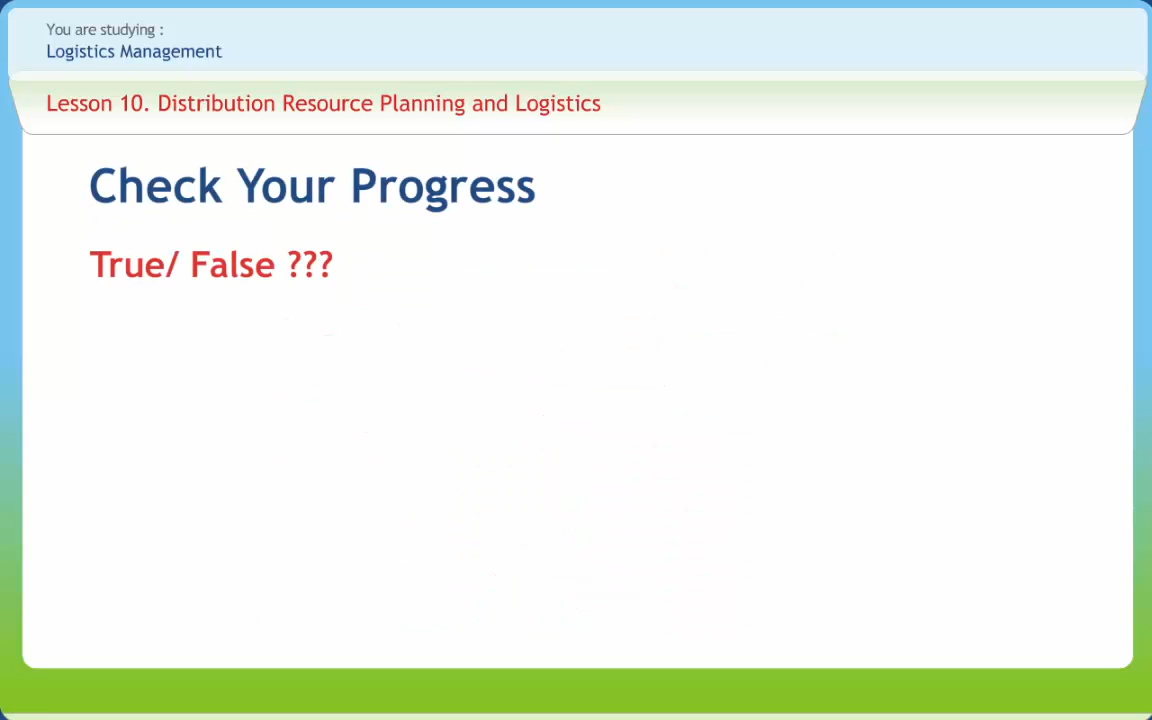 You are studying :
Logistics Management
Lesson 10. Distribution Resource Planning and Logistics
Check Your Progress
True/ False ???